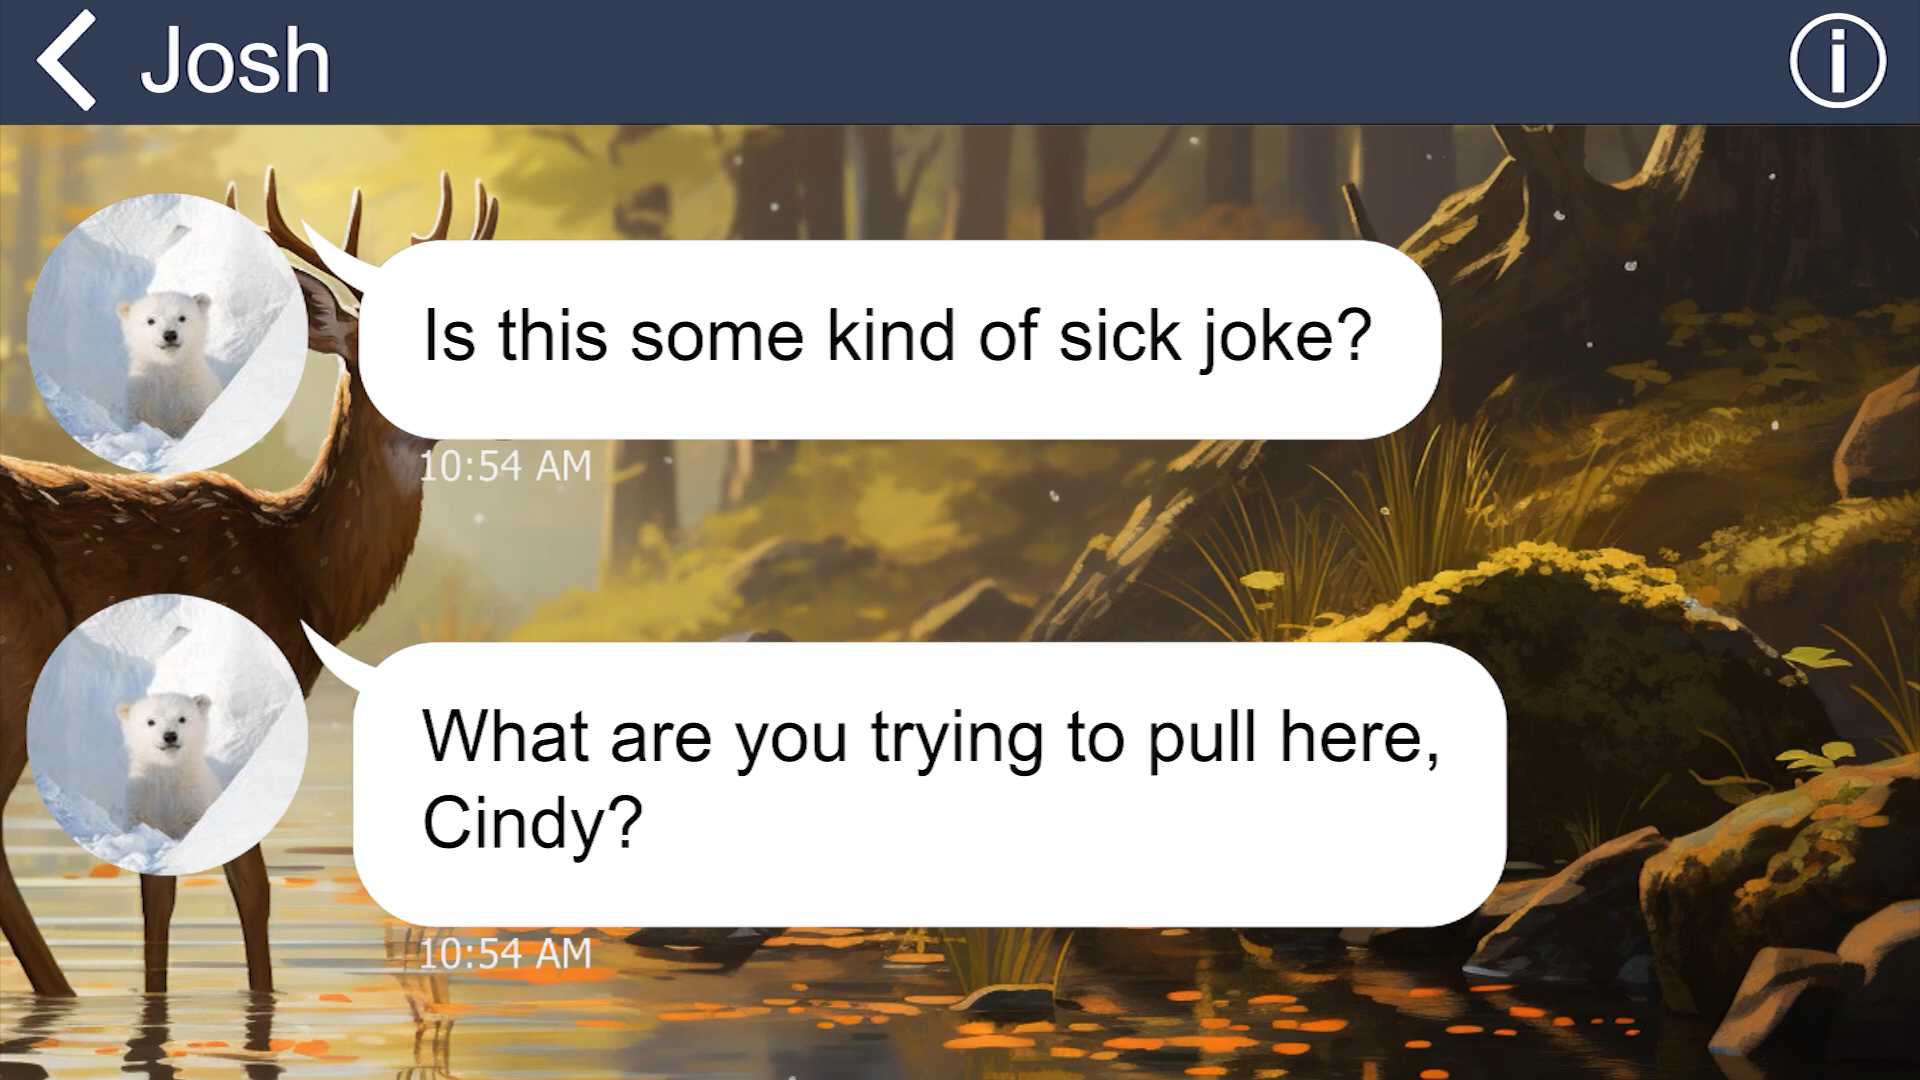 Josh
Is this some kind of sick joke?
10:54 AM
What are you trying to pull here,
Cindy?
10:54 AM